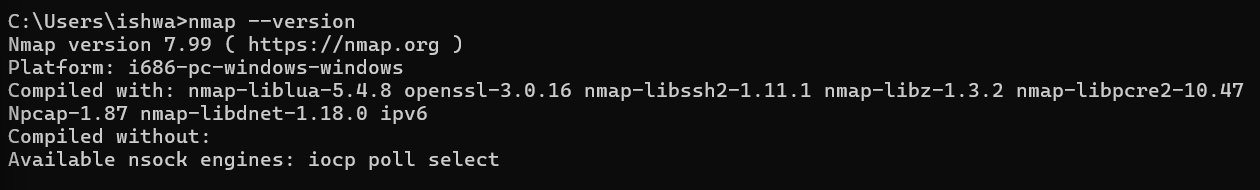 C:\Users\ishwa>nmap --version
Nmap version 7.99 ( https://nmap.org )
Platform: i686-pc-windows-windows
Compiled with: nmap-liblua-5.4.8 openssl-3.0.16 nmap-libssh2-1.11.1 nmap-libz-1.3.2 nmap-libpcre2-10.47
Npcap-1.87 nmap-libdnet-1.18.0 ipv6
Compiled without:
Available nsock engines: iocp poll select